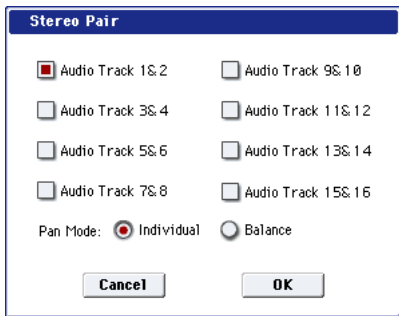 Stereo Pair
Audio Track 1&2
Audio Track 9&10
Audio Track 3&4
Audio Track 11&12
Audio Track 5&6
Audio Track 13&14
Audio Track 7&8
Audio Track 15&16
Pan Mode: Individual Balance
Cancel OK